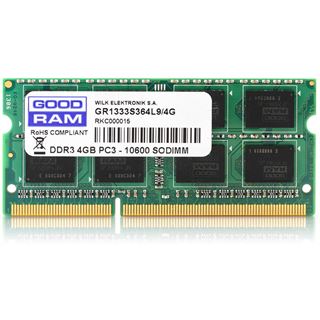 GOOD
RAM
RoHS COMPLIANT
WILK ELEKTRONIK S.A.
GR1333S364L9/4G
RKC000015
DDR3 4GB PC3 - 10600 SODIMM